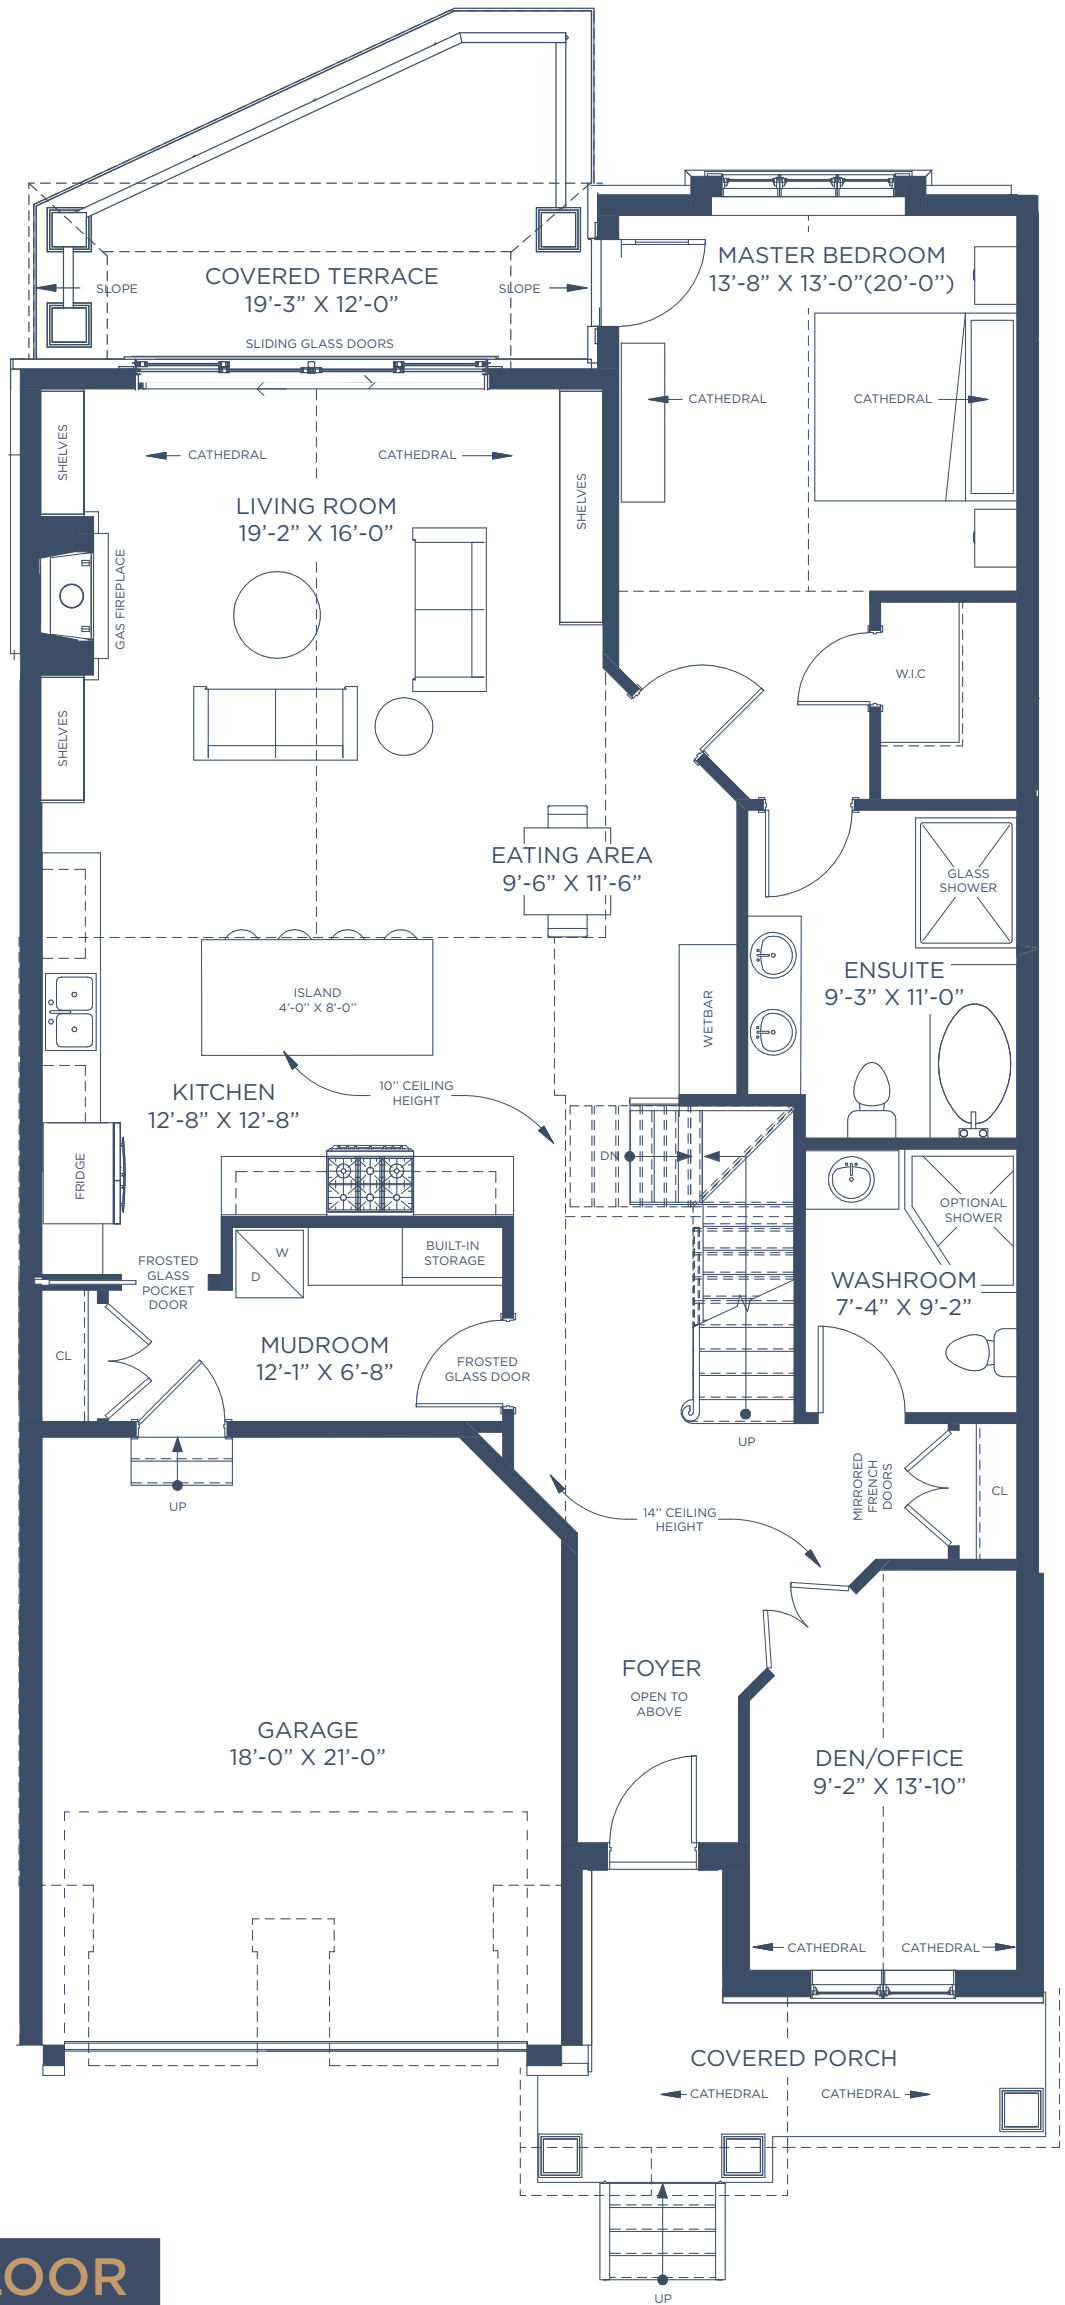 MASTER BEDROOM
13'-8" X 13'-0"(20'-0'')
COVERED TERRACE
19'-3" X 12'-0"
SLOPE
SLOPE
SLIDING GLASS DOORS
CATHEDRAL
CATHEDRAL
SHELVES
CATHEDRAL
CATHEDRAL
LIVING ROOM
19'-2" X 16'-0"
SHELVES
GAS FIREPLACE
W.I.C
SHELVES
EATING AREA
9'-6" X 11'-6"
GLASS
SHOWER
ENSUITE
9'-3" X 11'-0"
ISLAND
4'-0'' X 8'-0''
WETBAR
KITCHEN
12'-8" X 12'-8"
10'' CEILING
HEIGHT
DN
FRIDGE
OPTIONAL
SHOWER
FROSTED
GLASS
POCKET
DOOR
W
D
BUILT-IN
STORAGE
WASHROOM
7'-4" X 9'-2"
CL
MUDROOM
12'-1" X 6'-8"
FROSTED
GLASS DOOR
UP
UP
MIRRORED
FRENCH
DOORS
CL
14'' CEILING
HEIGHT
FOYER
OPEN TO
ABOVE
GARAGE
18'-0" X 21'-0"
DEN/OFFICE
9'-2" X 13'-10"
CATHEDRAL
CATHEDRAL
COVERED PORCH
CATHEDRAL
CATHEDRAL
UP
LOOR